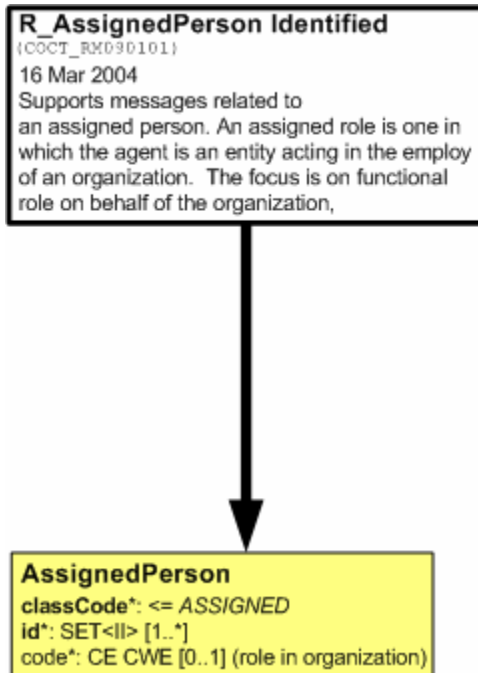 R_AssignedPerson Identified
{COCT_RM090101}
16 Mar 2004
Supports messages related to
an assigned person. An assigned role is one in
which the agent is an entity acting in the employ
of an organization.  The focus is on functional
role on behalf of the organization,
AssignedPerson
classCode*: <= ASSIGNED
id*: SET<II> [1..*]
code*: CE CWE [0..1] (role in organization)